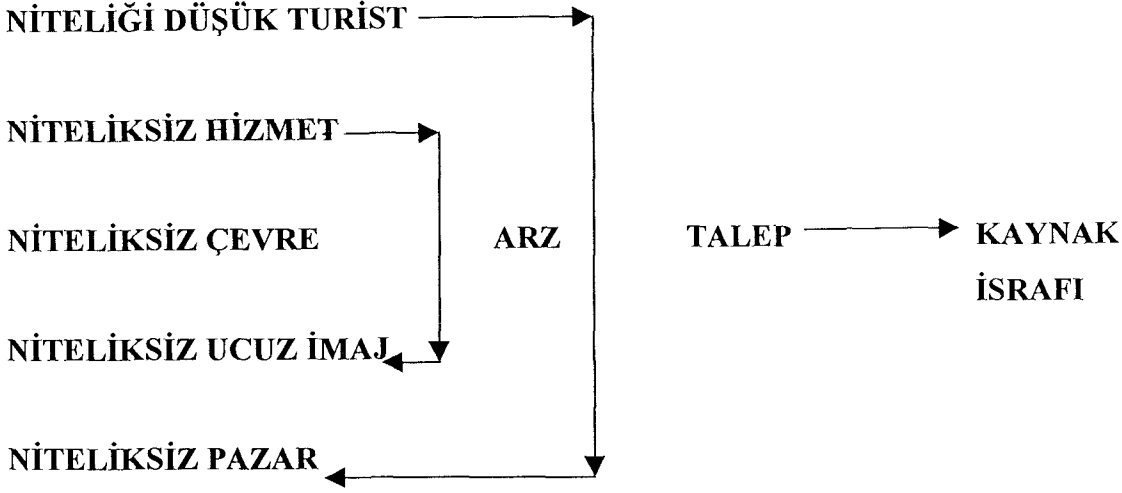 NİTELİĞİ DÜŞÜK TURİST
NİTELİKSİZ HİZMET
NİTELİKSİZ ÇEVRE ARZ TALEP KAYNAK
İSRAFI
NİTELİKSİZ UCUZ İMAJ
NİTELİKSİZ PAZAR